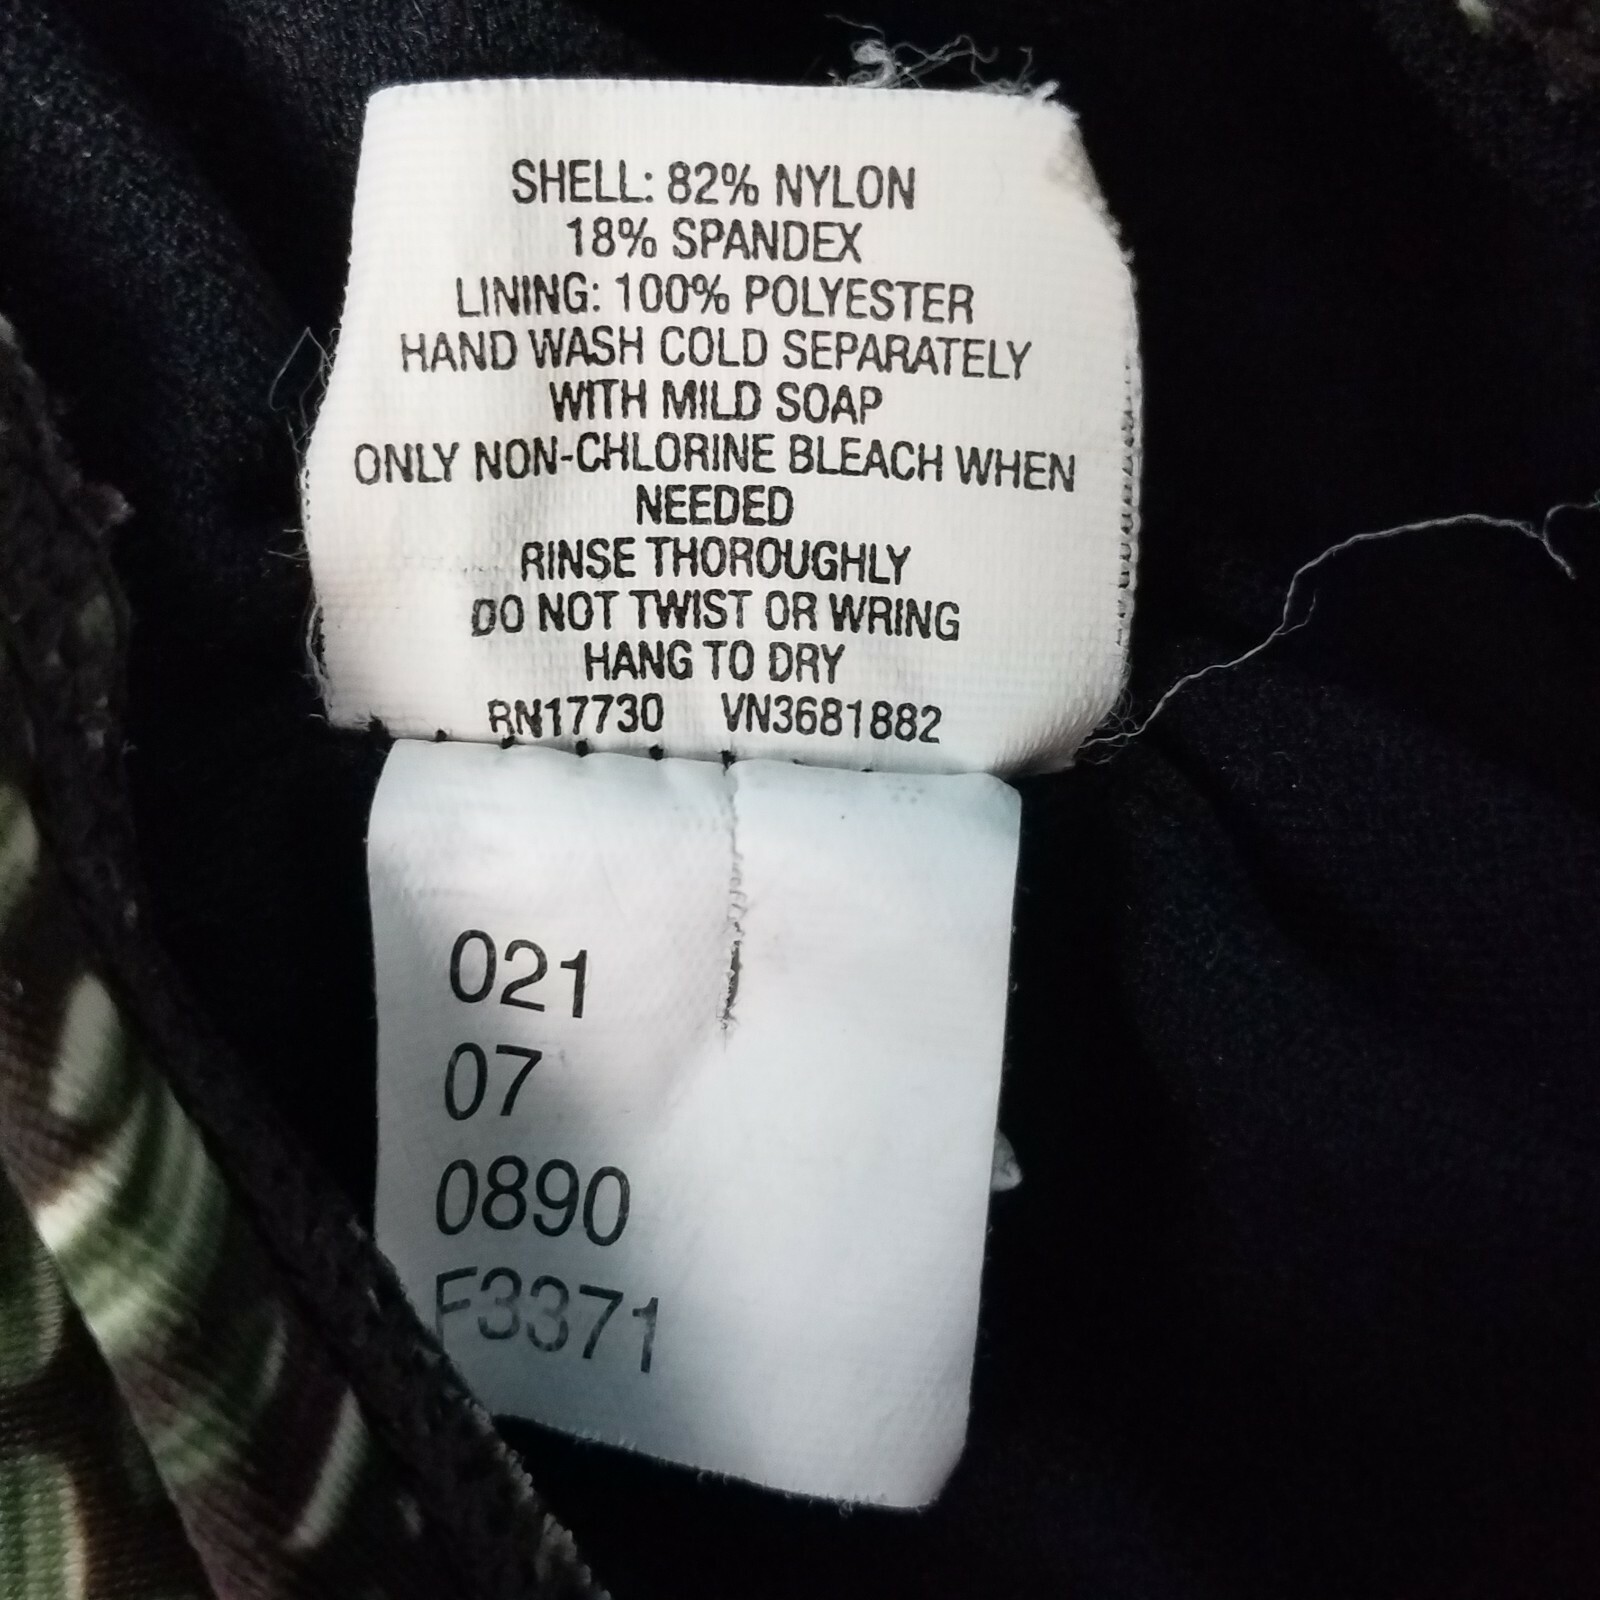 SHELL: 82% NYLON
18% SPANDEX
LINING: 100% POLYESTER
HAND WASH COLD SEPARATELY
WITH MILD SOAP
ONLY NON-CHLORINE BLEACH WHEN
NEEDED
RINSE THOROUGHLY
DO NOT TWIST OR WRING
HANG TO DRY
RN17730 VN3681882
021
07
0890
F3371